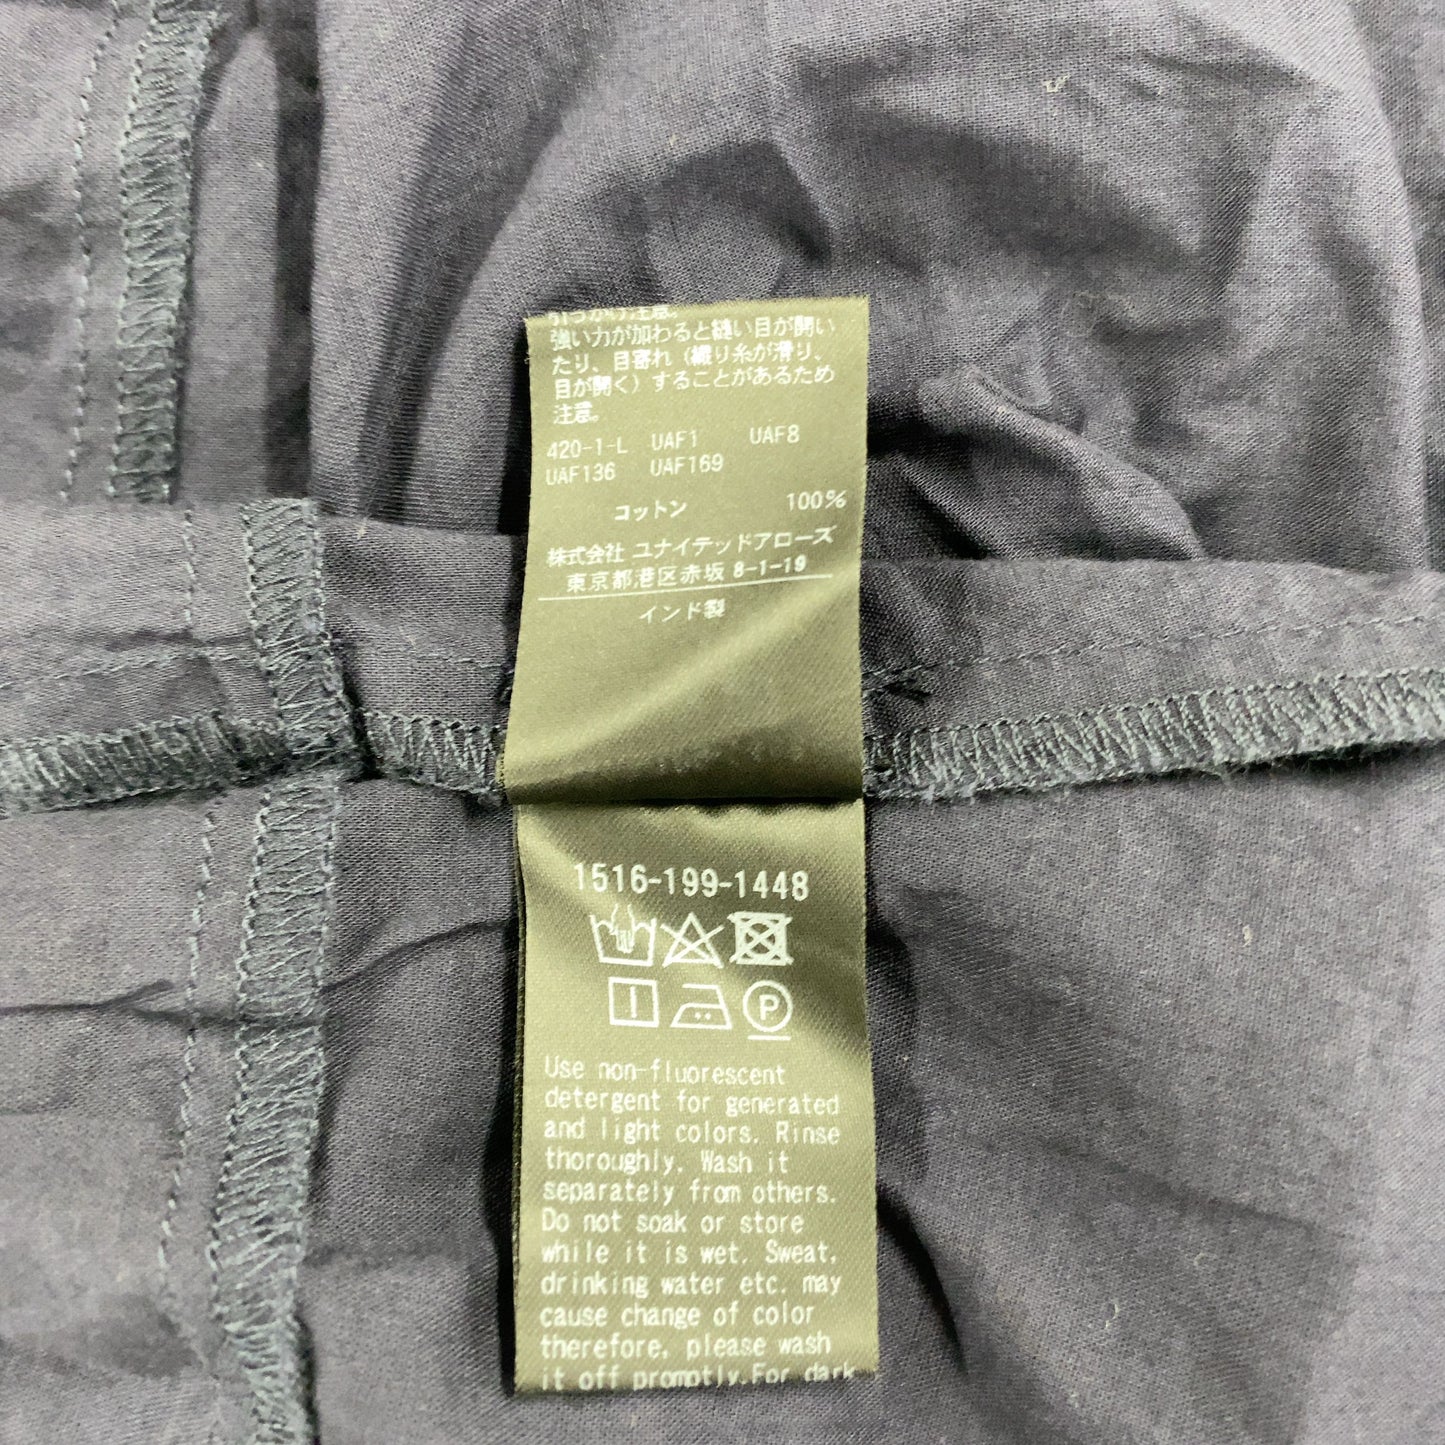 強い力が加わると縫い目が開い
たり、目寄れ（織り糸が滑り、
目が開く）することがあるため
注意。
420-1-L UAF1 UAF8
UAF136 UAF169
コットン 100%
株式会社 ユナイテッドアローズ
東京都港区赤坂 8-1-19
インド製
1516-199-1448
P
Use non-fluorescent
detergent for generated
and light colors. Rinse
thoroughly. Wash it
separately from others.
Do not soak or store
while it is wet. Sweat,
drinking water etc. may
cause change of color
therefore, please wash
it off promptly.For dark